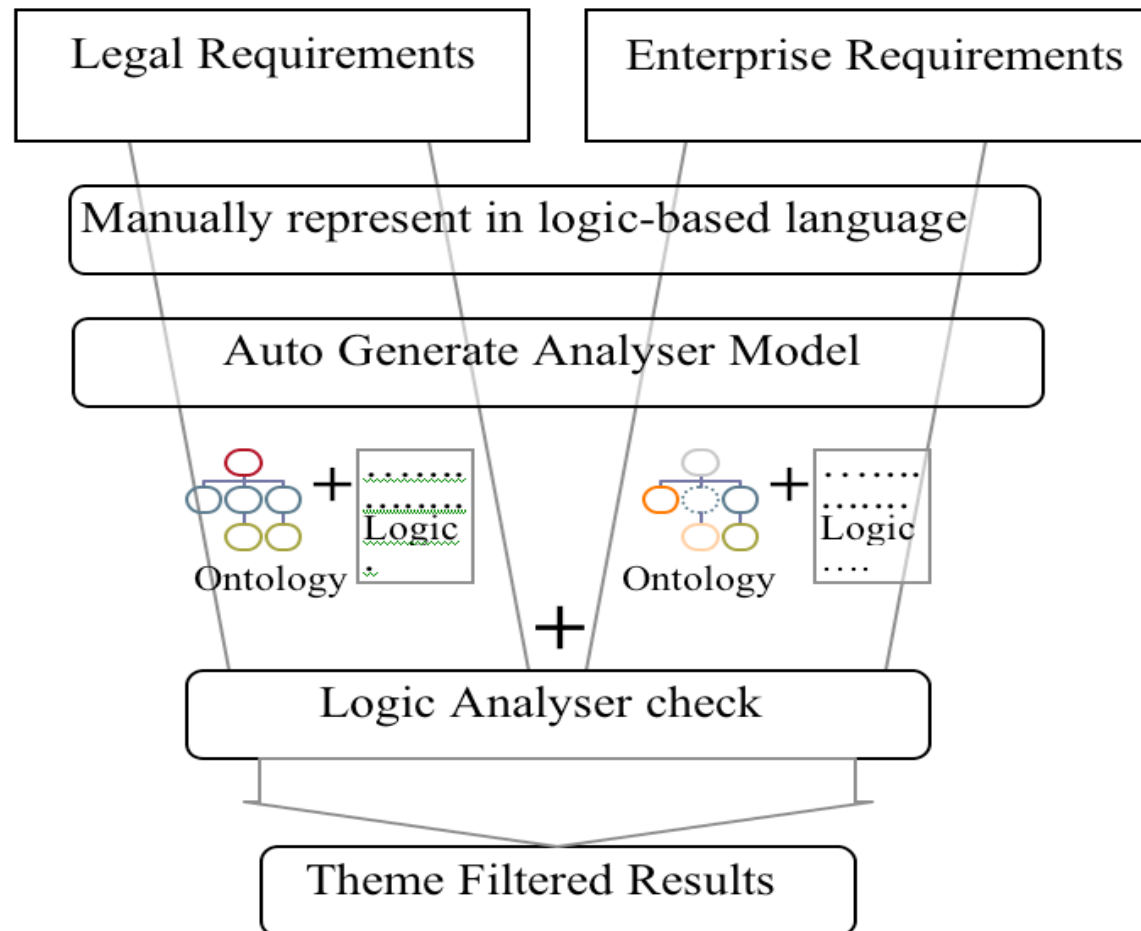 Legal Requirements
Enterprise Requirements
Manually represent in logic-based language
Auto Generate Analyser Model
+
.......
.......
Logic
.
Ontology
+
.......
.......
Logic
....
Ontology
+
Logic Analyser check
Theme Filtered Results